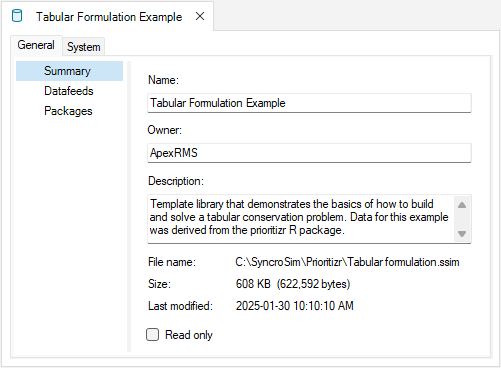 Tabular Formulation Example
General System
Summary
Datafeeds
Packages
Name:
Tabular Formulation Example
Owner:
ApexRMS
Description:
Template library that demonstrates the basics of how to build
and solve a tabular conservation problem. Data for this example
was derived from the prioritizr R package.
File name: C:\SyncroSim\Prioritizr\Tabular formulation.ssim
Size: 608 KB (622,592 bytes)
Last modified: 2025-01-30 10:10:10 AM
Read only